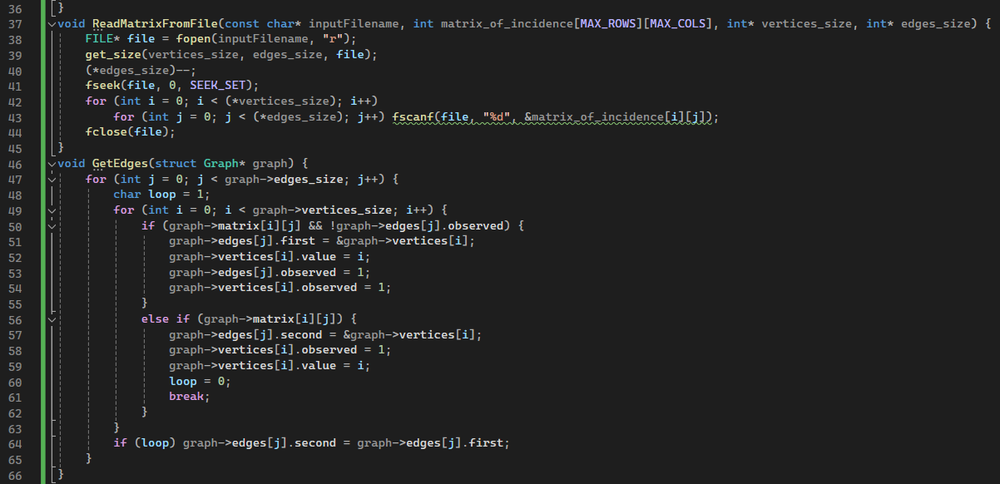 36 }
37 void ReadMatrixFromFile(const char* inputFilename, int matrix_of_incidence[MAX_ROWS][MAX_COLS], int* vertices_size, int* edges_size) {
38 FILE* file = fopen(inputFilename, "r");
39 get_size(vertices_size, edges_size, file);
40 (*edges_size)--;
41 fseek(file, 0, SEEK_SET);
42 for (int i = 0; i < (*vertices_size); i++)
43 for (int j = 0; j < (*edges_size); j++) fscanf(file, "%d", &matrix_of_incidence[i][j]);
44 fclose(file);
45 }
46 void GetEdges(struct Graph* graph) {
47 for (int j = 0; j < graph->edges_size; j++) {
48 char loop = 1;
49 for (int i = 0; i < graph->vertices_size; i++) {
50 if (graph->matrix[i][j] && !graph->edges[j].observed) {
51 graph->edges[j].first = &graph->vertices[i];
52 graph->vertices[i].value = i;
53 graph->edges[j].observed = 1;
54 graph->vertices[i].observed = 1;
55 }
56 else if (graph->matrix[i][j]) {
57 graph->edges[j].second = &graph->vertices[i];
58 graph->vertices[i].observed = 1;
59 graph->vertices[i].value = i;
60 loop = 0;
61 break;
62 }
63 }
64 if (loop) graph->edges[j].second = graph->edges[j].first;
65 }
66 }